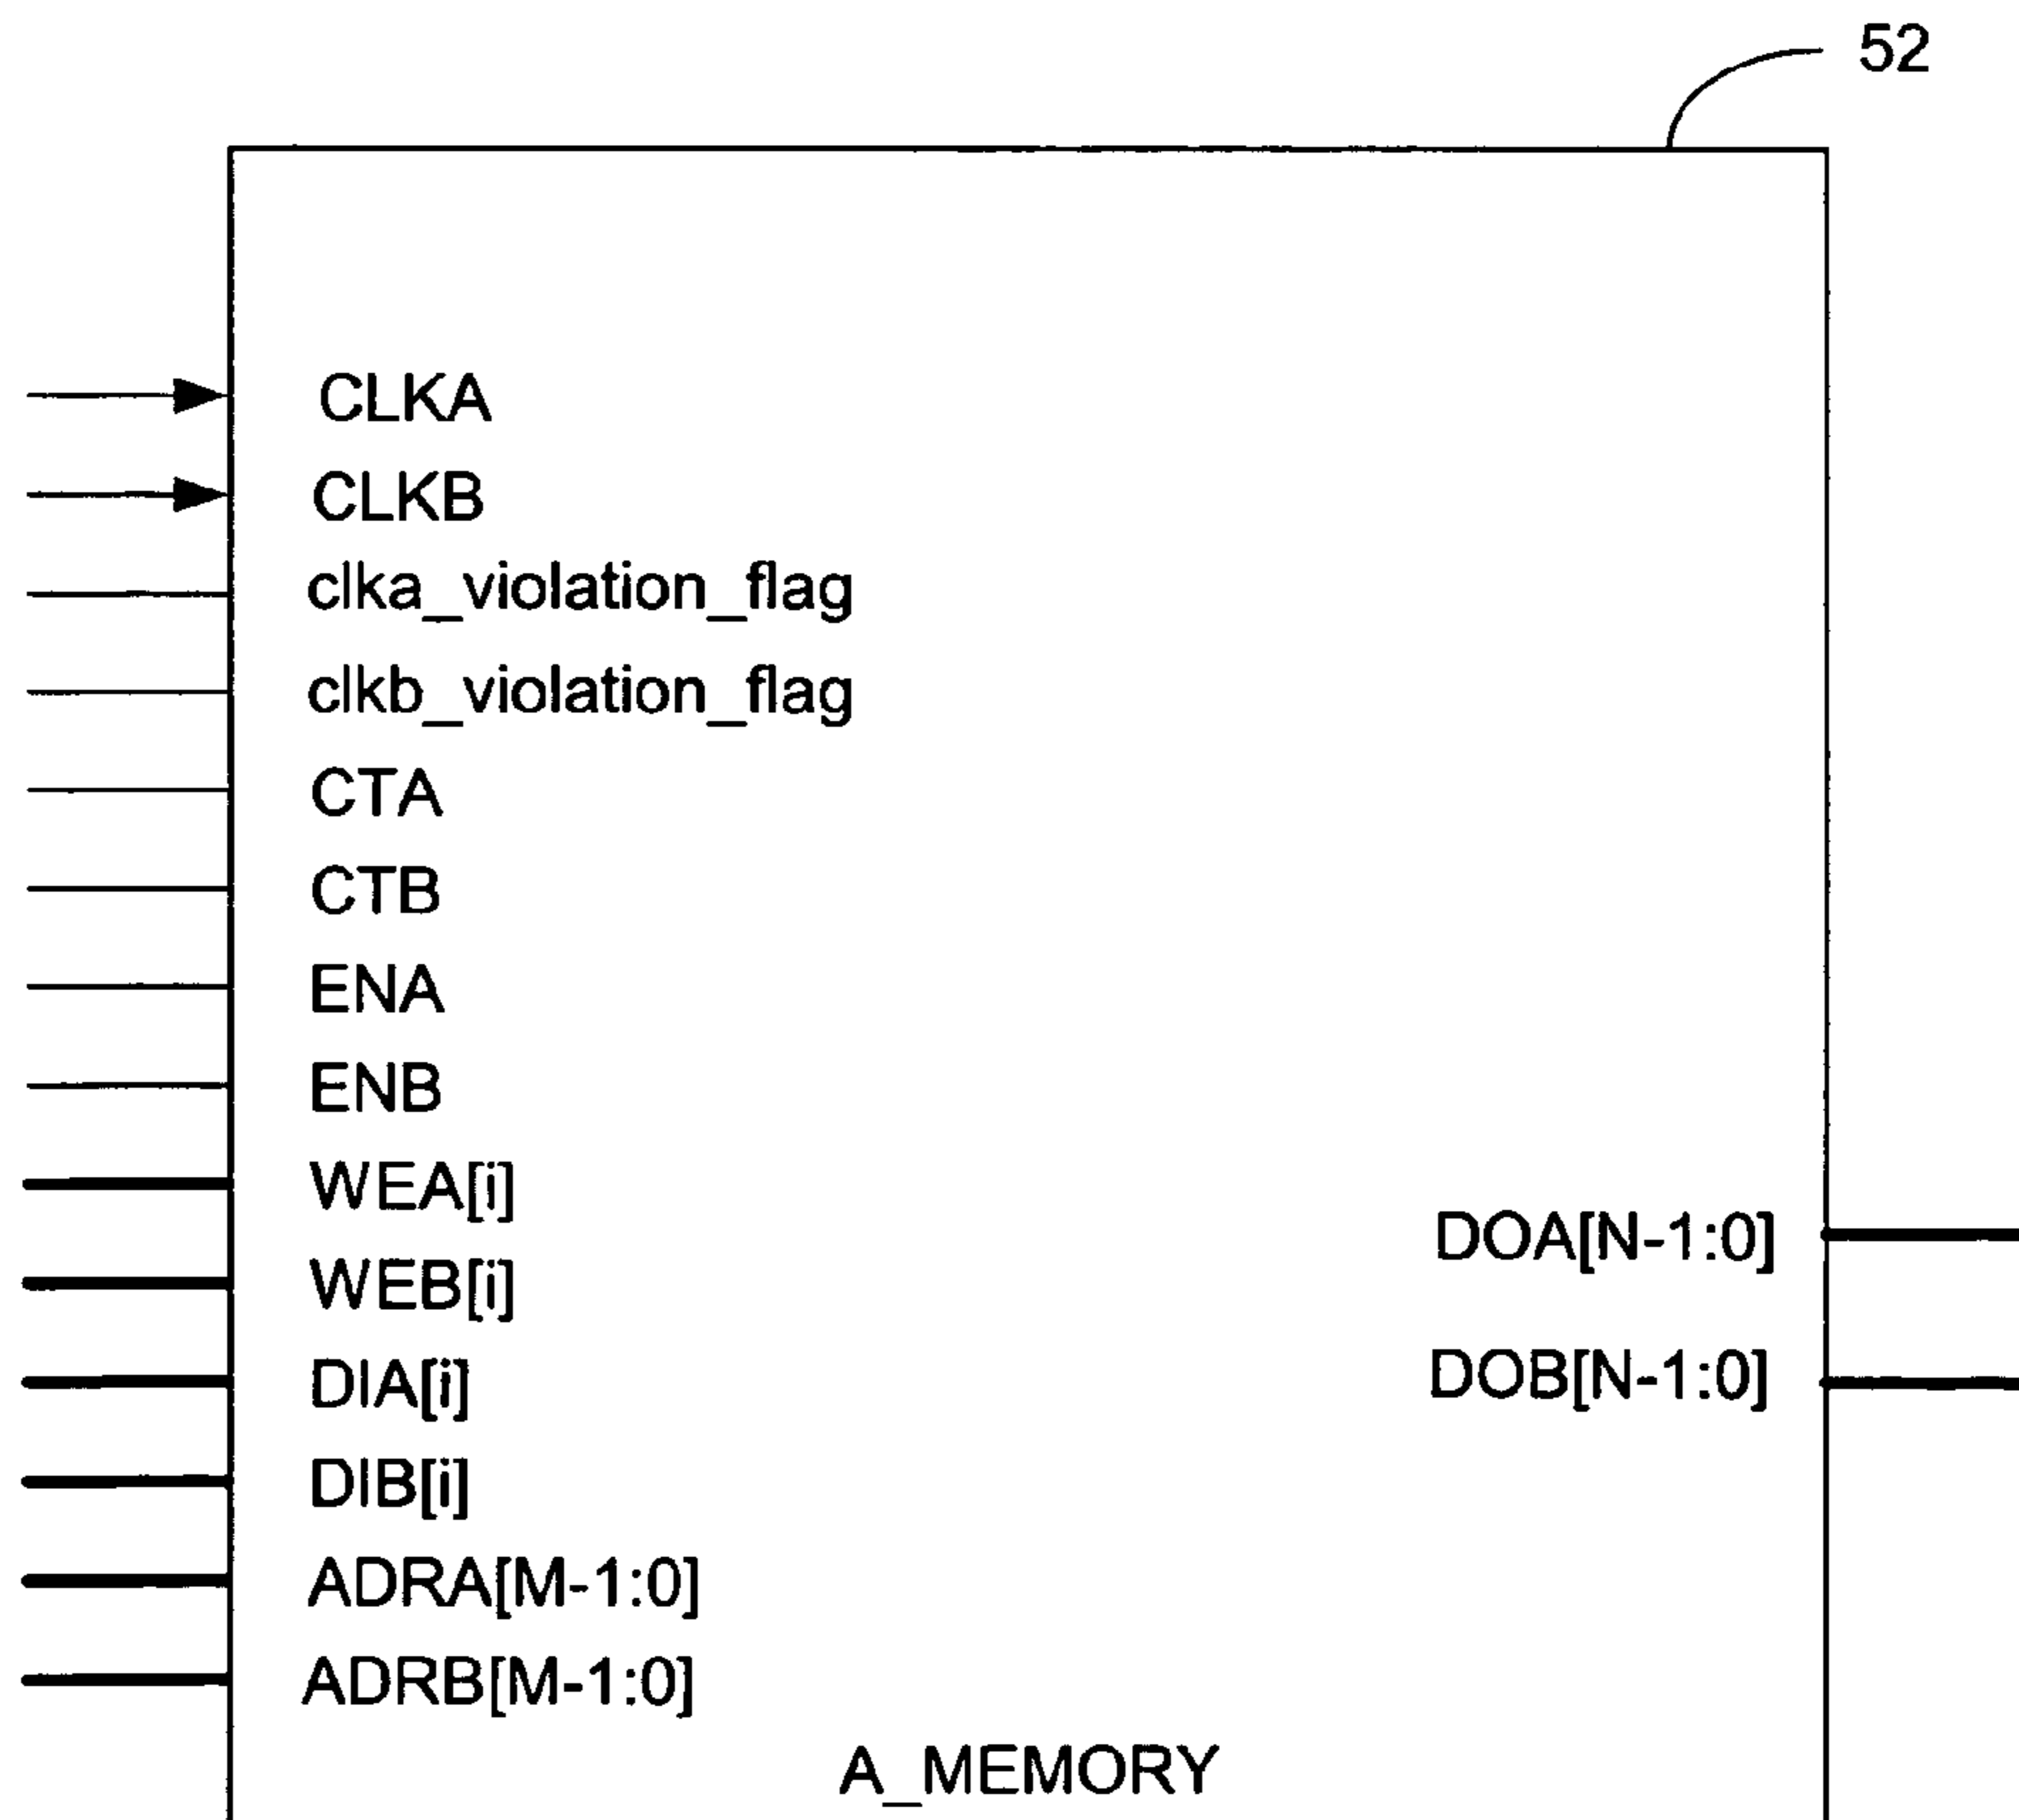 52
CLKA
CLKB
clka_violation_flag
clkb_violation_flag
CTA
CTB
ENA
ENB
WEA[i]
WEB[i]
DIA[i]
DIB[i]
ADRA[M-1:0]
ADRB[M-1:0]
DOA[N-1:0]
DOB[N-1:0]
A_MEMORY